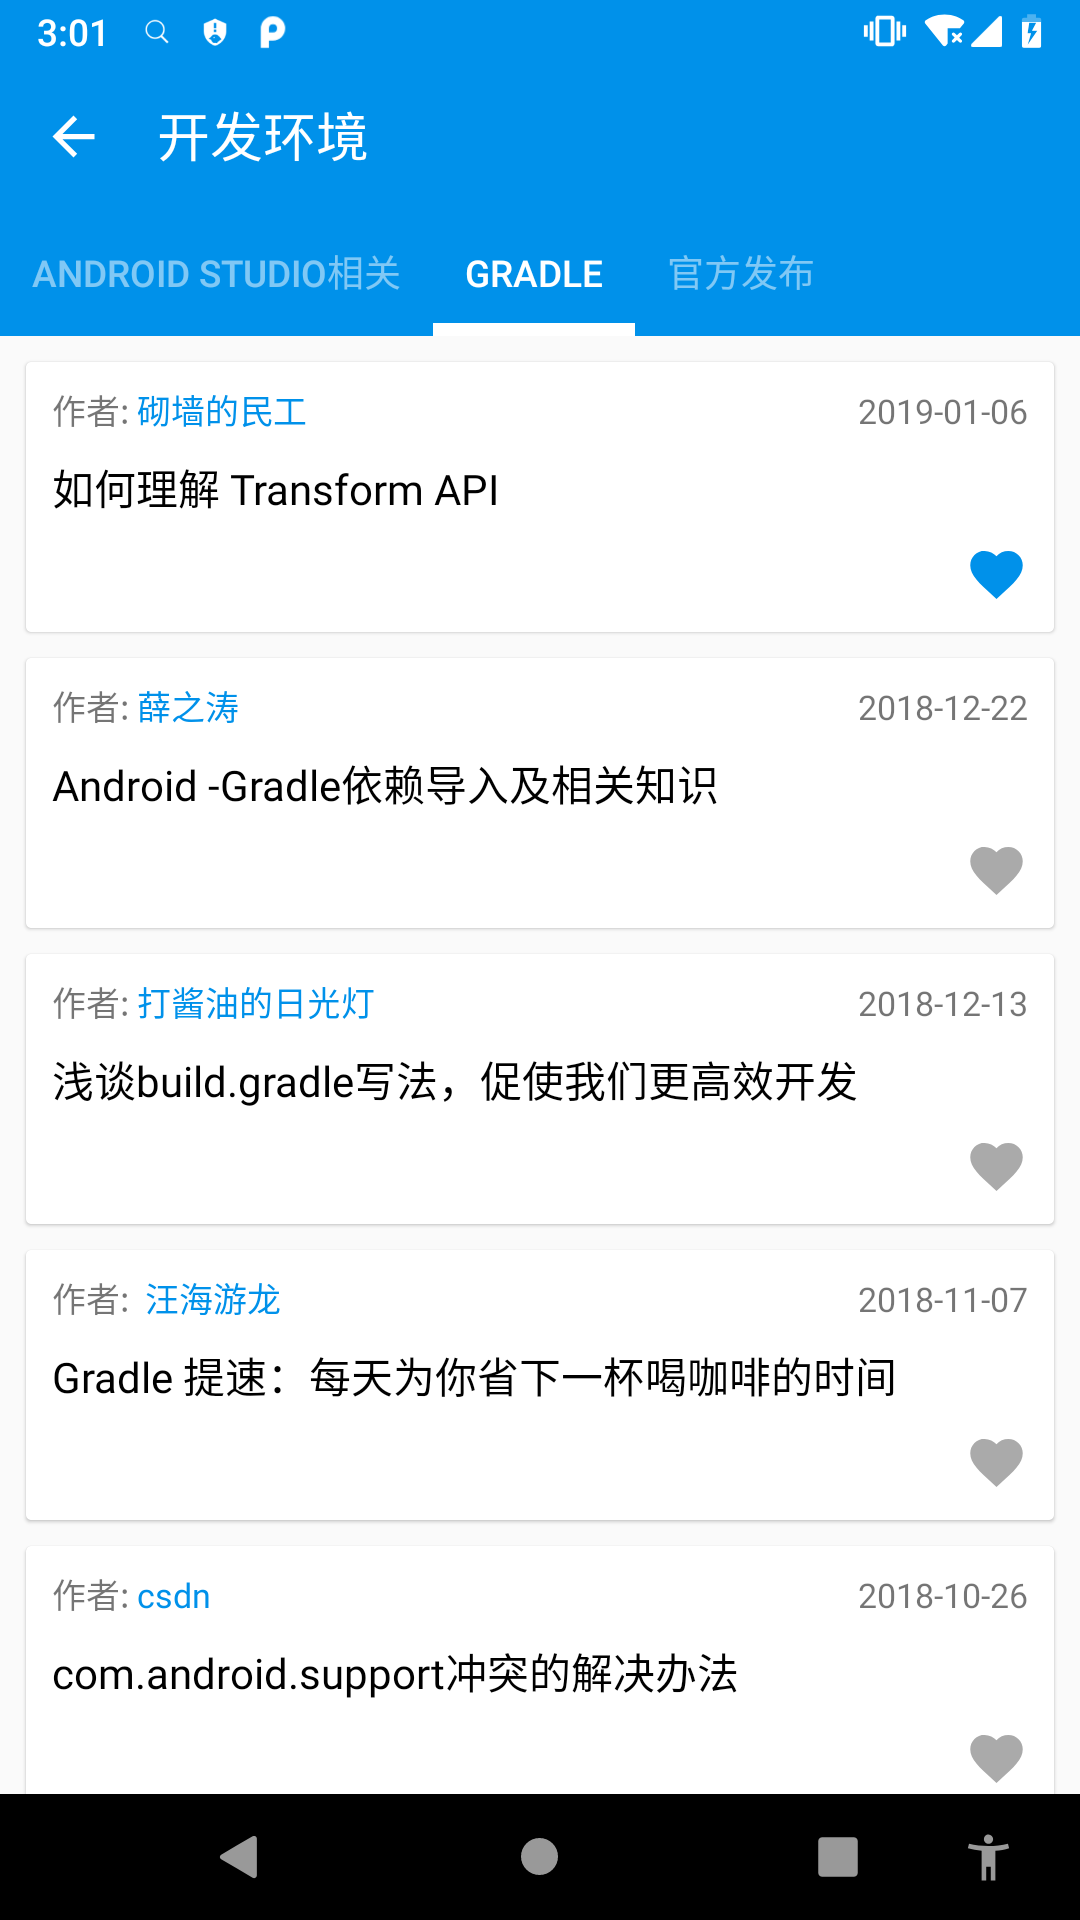 3:01
开发环境
ANDROID STUDIO相关
GRADLE
官方发布
作者: 砌墙的民工
2019-01-06
如何理解 Transform API
作者: 薛之涛
2018-12-22
Android -Gradle依赖导入及相关知识
作者: 打酱油的日光灯
2018-12-13
浅谈build.gradle写法，促使我们更高效开发
作者: 汪海游龙
2018-11-07
Gradle 提速：每天为你省下一杯喝咖啡的时间
作者: csdn
2018-10-26
com.android.support冲突的解决办法